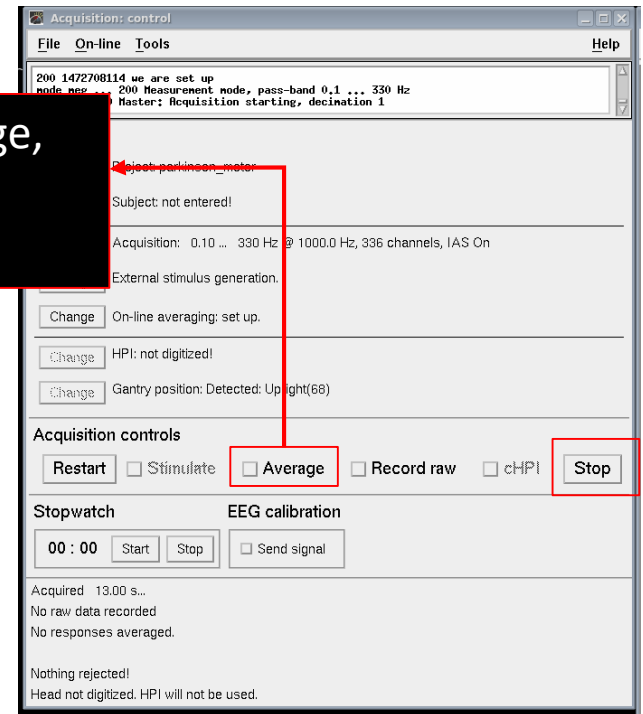 Acquisition: control
File On-line Tools Help
200 1472708114 we are set up
mode meg ... 200 Measurement mode, pass-band 0.1 ... 330 Hz
Master: Acquisition starting, decimation 1
ge,
Project: parkinson_motor
Subject: not entered!
Acquisition: 0.10 ... 330 Hz @ 1000.0 Hz, 336 channels, IAS On
External stimulus generation.
Change On-line averaging: set up.
Change HPI: not digitized!
Change Gantry position: Detected: Upright(68)
Acquisition controls
Restart Stimulate Average Record raw cHPI Stop
Stopwatch EEG calibration
00 : 00 Start Stop Send signal
Acquired 13.00 s...
No raw data recorded
No responses averaged.
Nothing rejected!
Head not digitized. HPI will not be used.